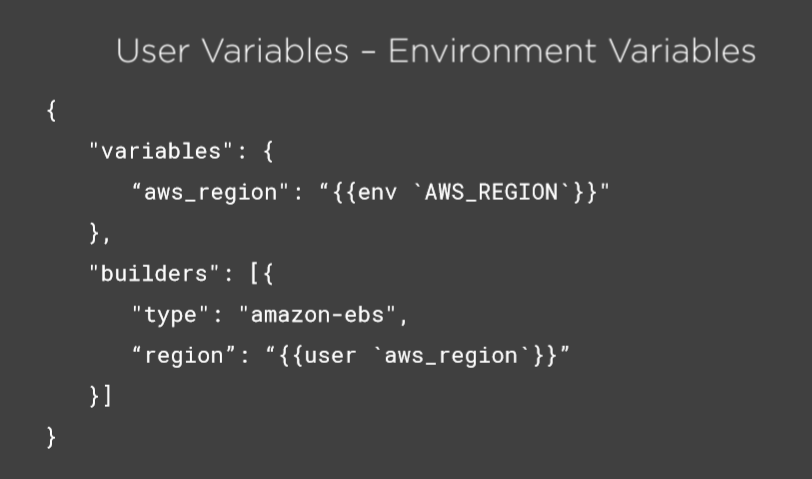 User Variables – Environment Variables
{
"variables": {
“aws_region": “{{env `AWS_REGION`}}"
},
"builders": [{
"type": "amazon-ebs",
“region”: “{{user `aws_region`}}”
}]
}